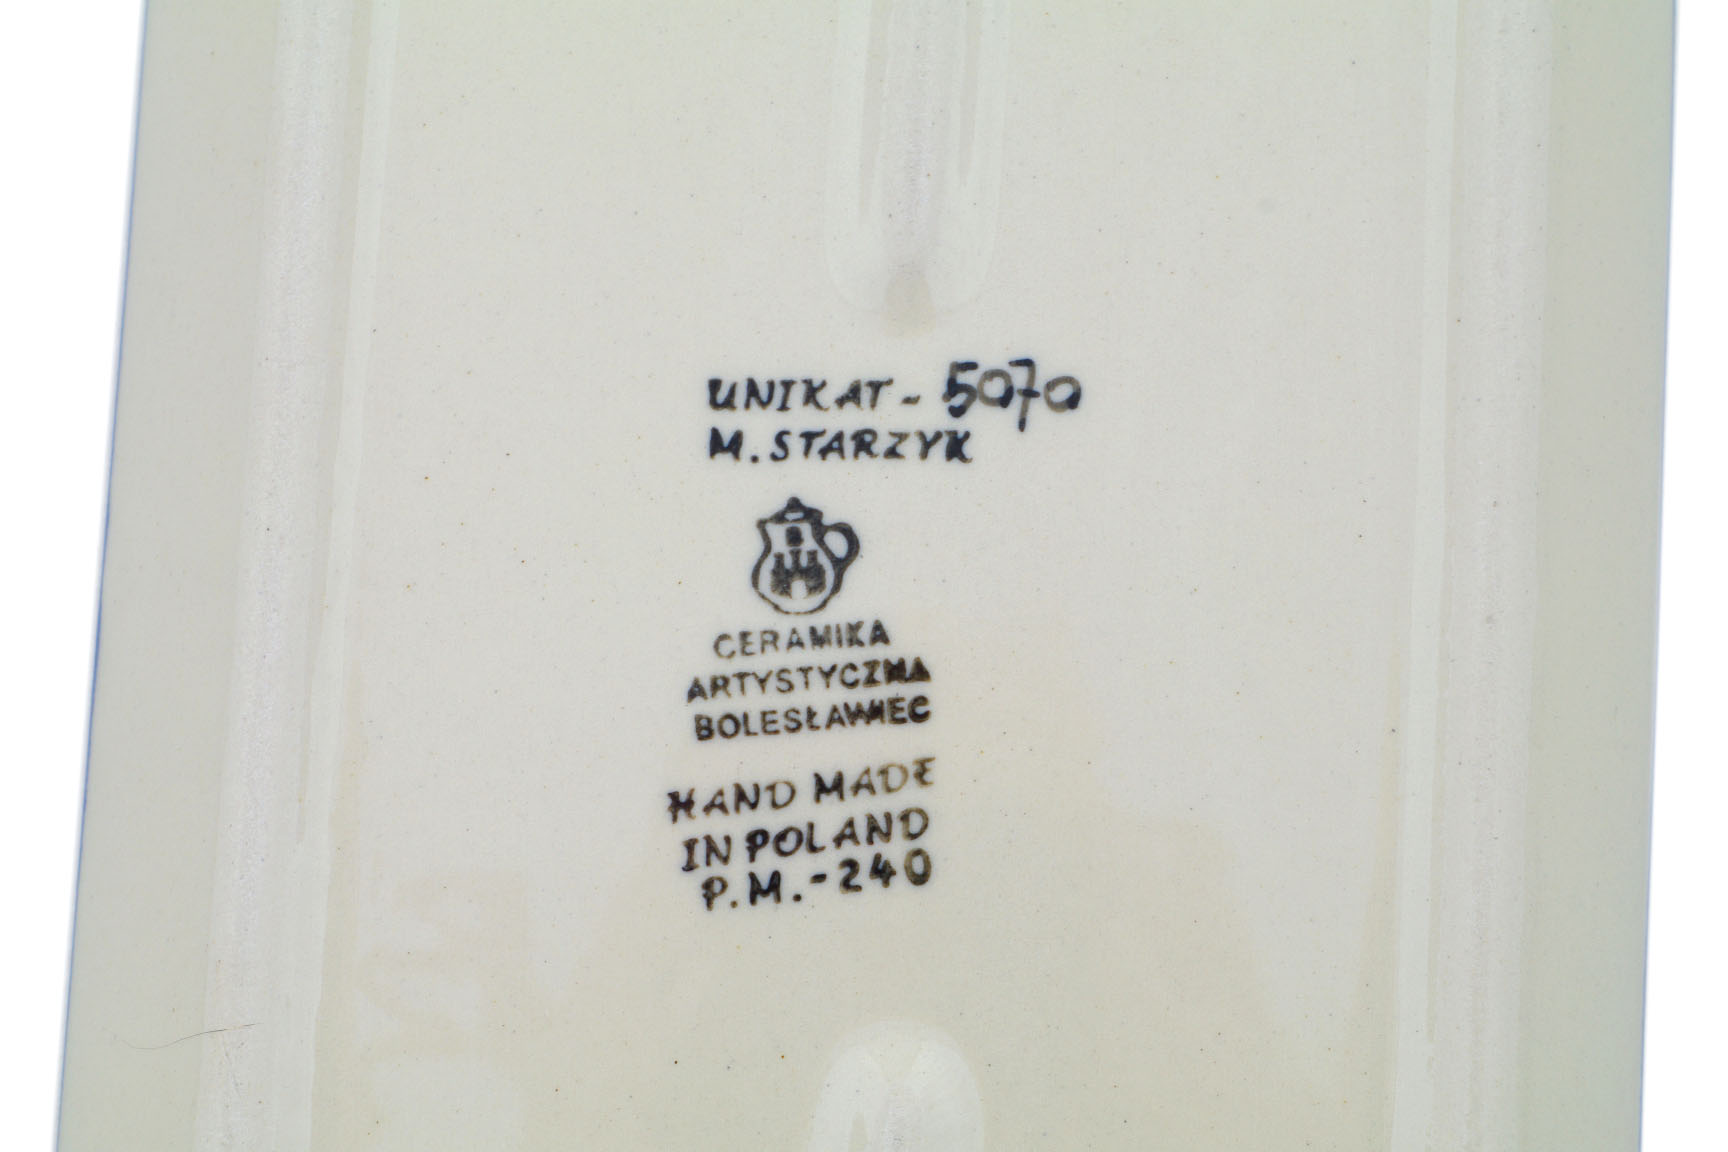 UNIKAT - 5070
M. STARZYK
CERAMIKA
ARTYSTYCZNA
BOLESŁAWIEC
HAND MADE
IN POLAND
P.M. - 240